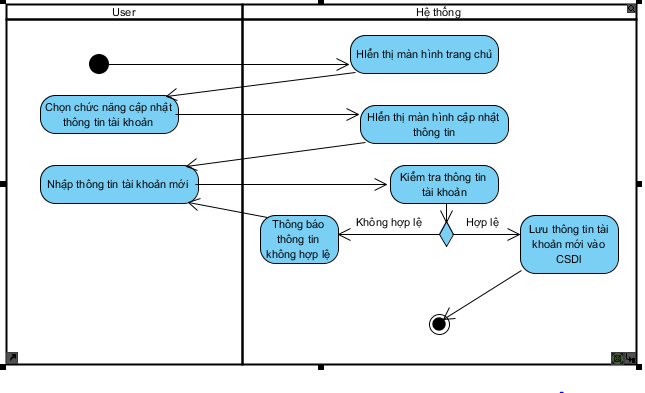 User
Hệ thống
HIển thị màn hình trang chủ
Chọn chức năng cập nhật
thông tin tài khoản
HIển thị màn hình cập nhật
thông tin
Nhập thông tin tài khoản mới
Kiểm tra thông tin
tài khoản
Thông báo
thông tin
không hợp lệ
Không hợp lệ
Hợp lệ
Lưu thông tin tài
khoản mới vào
CSDl